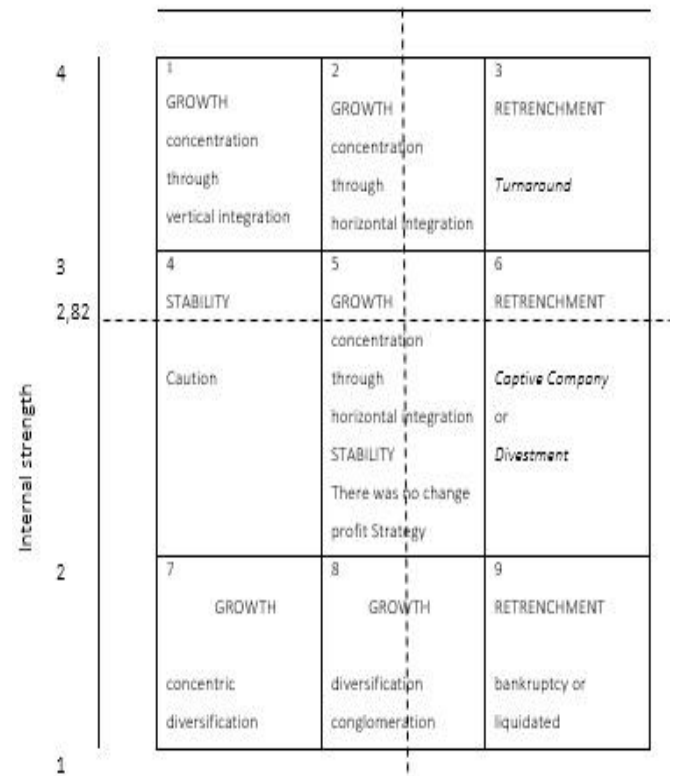 4
1
GROWTH
concentration
through
vertical integration
2
GROWTH
concentration
through
horizontal integration
3
RETRENCHMENT
Turnaround
3
2,82
4
STABILITY
Caution
5
GROWTH
concentration
through
horizontal integration
STABILITY
There was no change
profit Strategy
6
RETRENCHMENT
Captive Company
or
Divestment
Internal strength
2
7
GROWTH
concentric
diversification
8
GROWTH
diversification
conglomeration
9
RETRENCHMENT
bankruptcy or
liquidated
1